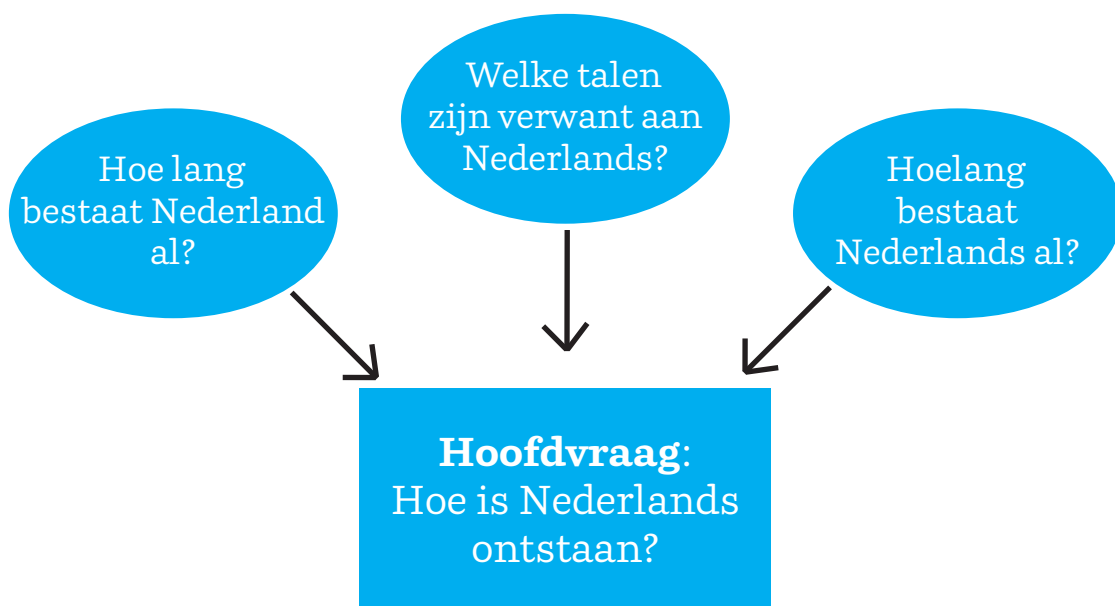 Hoe lang
bestaat Nederland
al?
Welke talen
zijn verwant aan
Nederlands?
Hoelang
bestaat
Nederlands al?
Hoofdvraag:
Hoe is Nederlands
ontstaan?